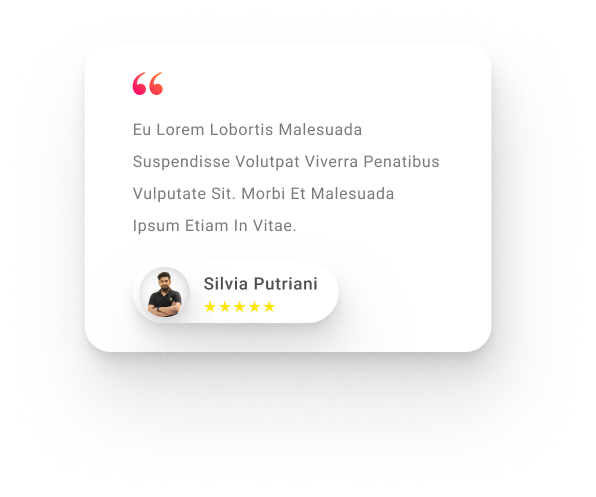 “
Eu Lorem Lobortis Malesuada
Suspendisse Volutpat Viverra Penatibus
Vulputate Sit. Morbi Et Malesuada
Ipsum Etiam In Vitae.
Silvia Putriani
★★★★★